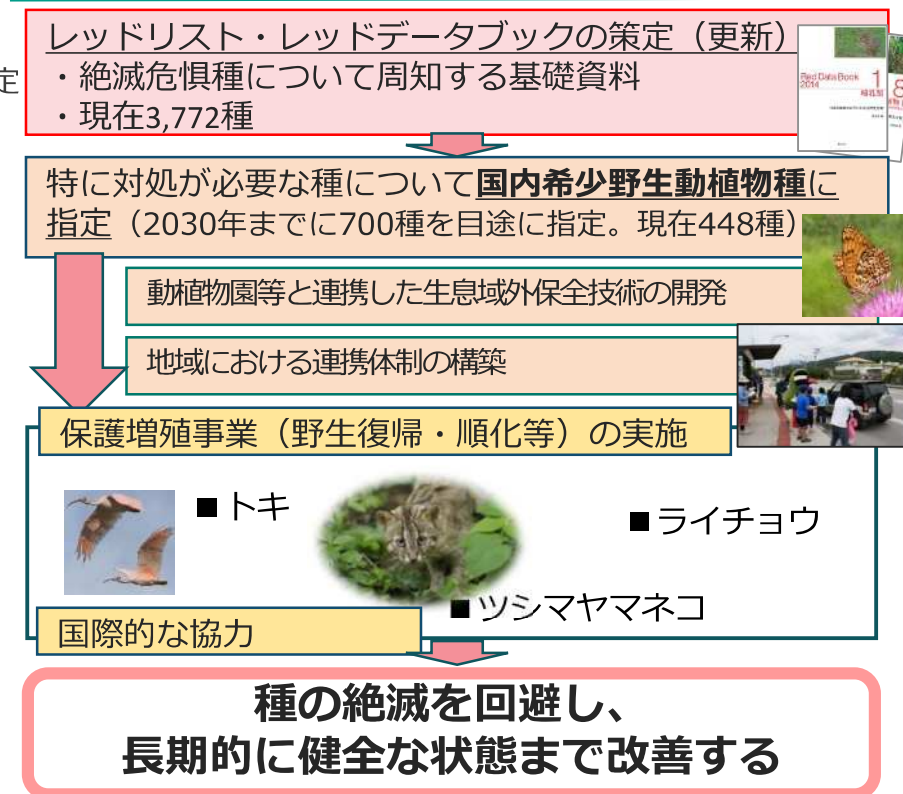 レッドリスト・レッドデータブックの策定（更新）
定
・絶滅危惧種について周知する基礎資料
・現在3,772種
Red Data Book
2014
1
特に対処が必要な種について国内希少野生動植物種に
指定（2030年までに700種を目途に指定。現在448種）
動植物園等と連携した生息域外保全技術の開発
地域における連携体制の構築
保護増殖事業（野生復帰・順化等）の実施
■トキ
■ライチョウ
■ツシマヤマネコ
国際的な協力
種の絶滅を回避し、
長期的に健全な状態まで改善する